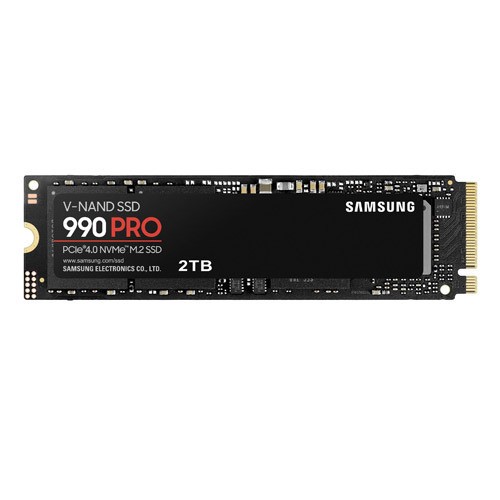 V-NAND SSD
SAMSUNG
990 PRO
PCIe®4.0 NVMe™ M.2 SSD
www.samsung.com/ssd
SAMSUNG ELECTRONICS CO., LTD.
2TB